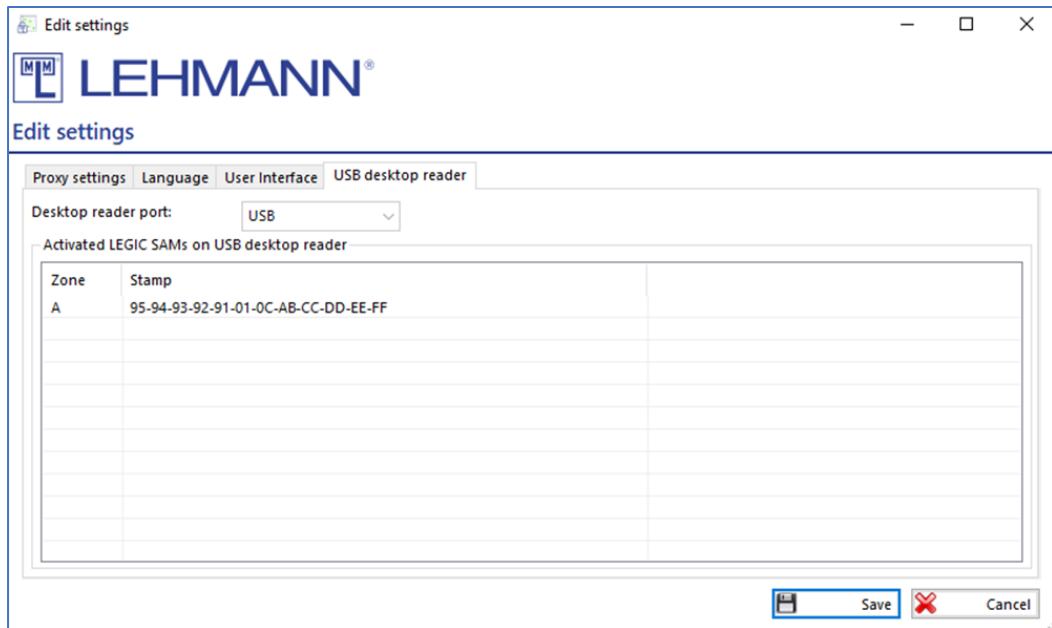 Edit settings
MLM LEHMANN®
Edit settings
Proxy settings Language User Interface USB desktop reader
Desktop reader port: USB
Activated LEGIC SAMs on USB desktop reader
Zone Stamp
A 95-94-93-92-91-01-0C-AB-CC-DD-EE-FF
Save Cancel